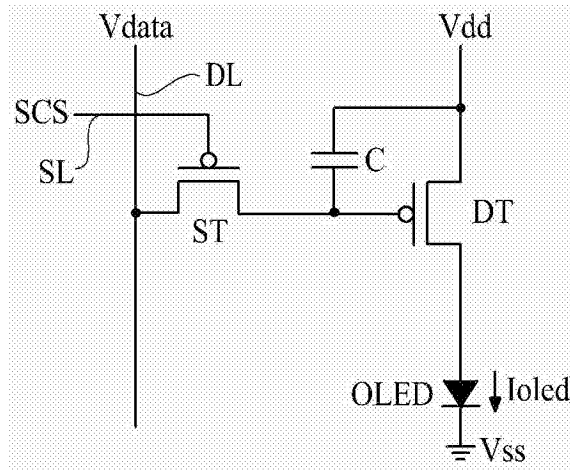 Vdata
Vdd
DL
SCS
SL
C
ST
DT
OLED
Ioled
Vss